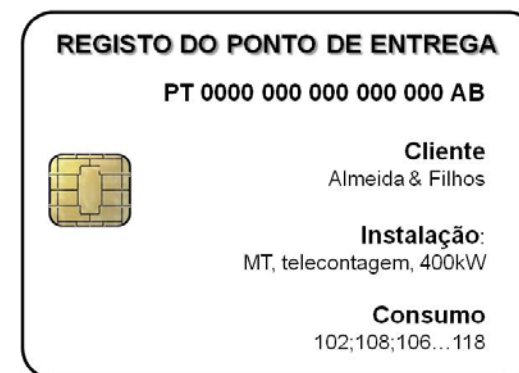 REGISTO DO PONTO DE ENTREGA
PT 0000 000 000 000 000 AB
Cliente
Almeida & Filhos
Instalação:
MT, telecontagem, 400kW
Consumo
102;108;106...118